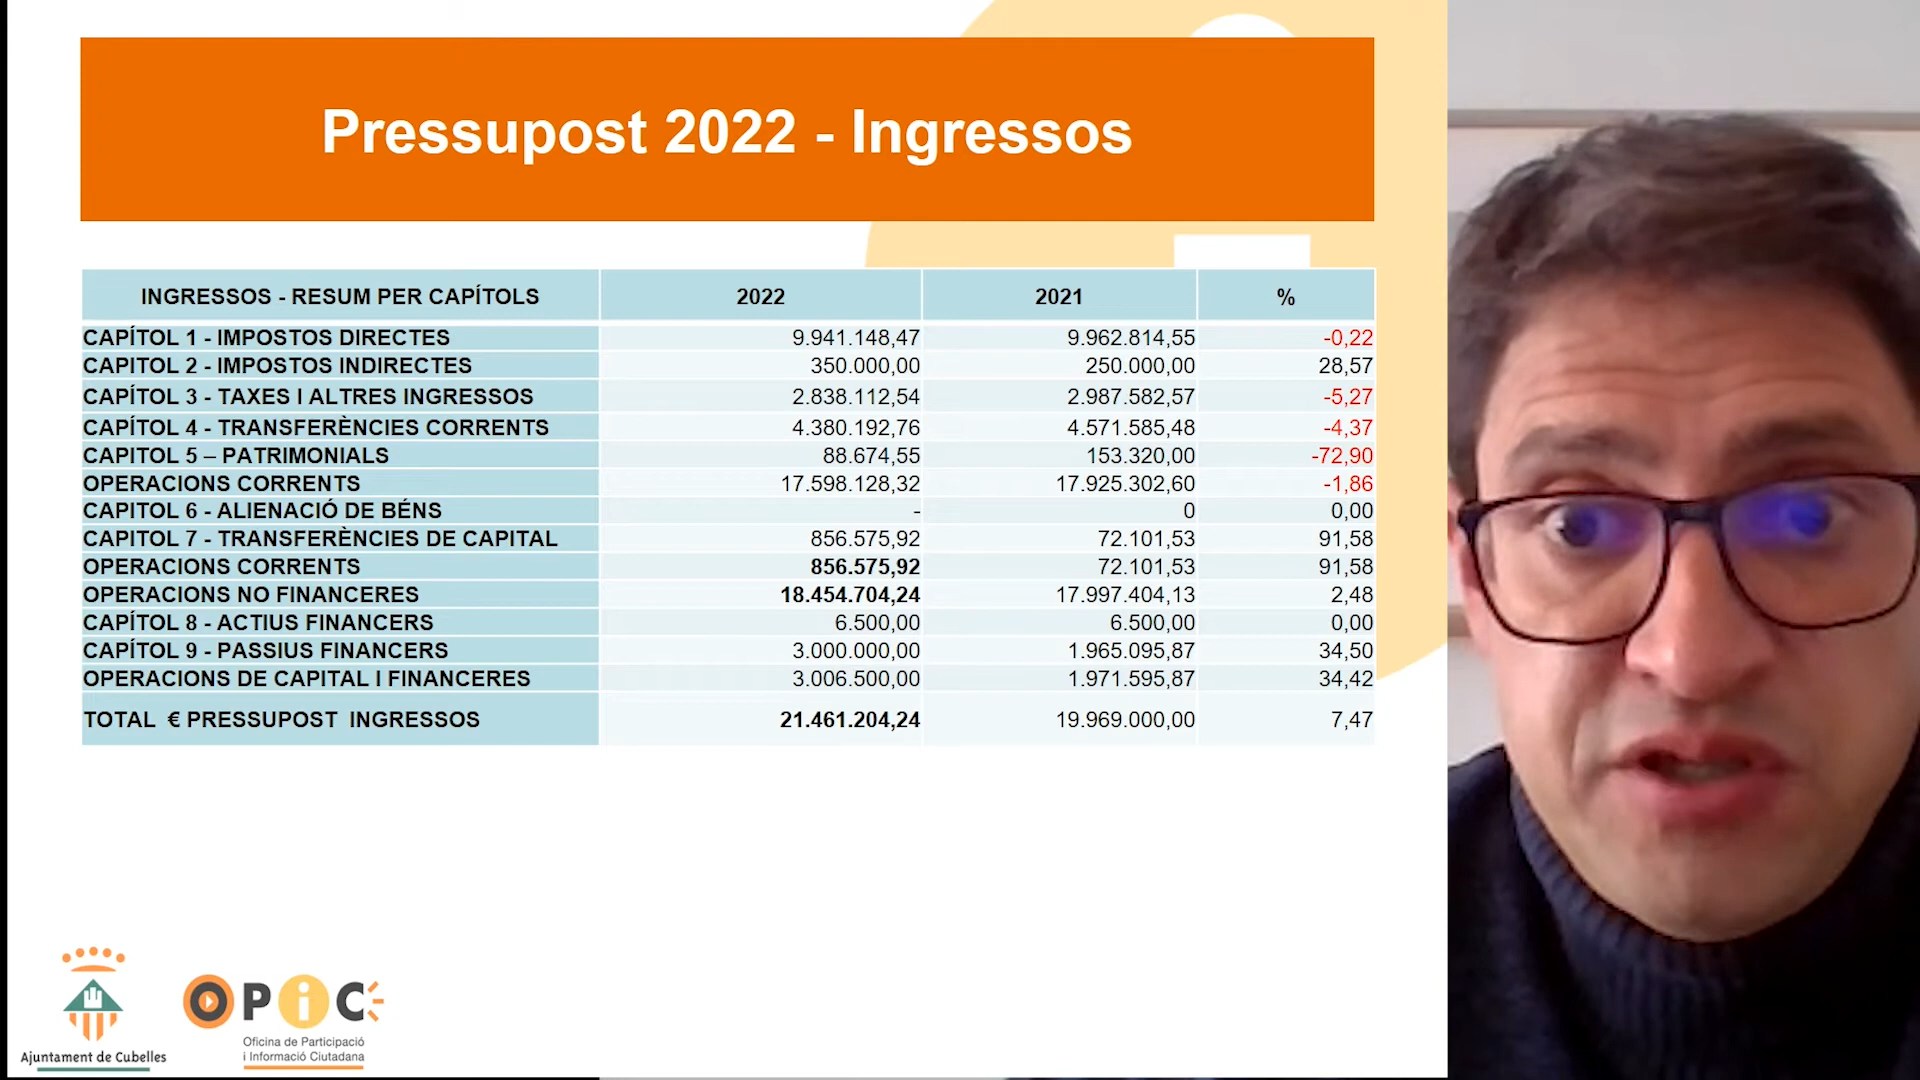 Pressupost 2022 - Ingressos
INGRESSOS - RESUM PER CAPÍTOLS 2022 2021 %
CAPÍTOL 1 - IMPOSTOS DIRECTES 9.941.148,47 9.962.814,55 -0,22
CAPITOL 2 - IMPOSTOS INDIRECTES 350.000,00 250.000,00 28,57
CAPÍTOL 3 - TAXES I ALTRES INGRESSOS 2.838.112,54 2.987.582,57 -5,27
CAPÍTOL 4 - TRANSFERÈNCIES CORRENTS 4.380.192,76 4.571.585,48 -4,37
CAPITOL 5 – PATRIMONIALS 88.674,55 153.320,00 -72,90
OPERACIONS CORRENTS 17.598.128,32 17.925.302,60 -1,86
CAPITOL 6 - ALIENACIÓ DE BÉNS - 0 0,00
CAPITOL 7 - TRANSFERÈNCIES DE CAPITAL 856.575,92 72.101,53 91,58
OPERACIONS CORRENTS 856.575,92 72.101,53 91,58
OPERACIONS NO FINANCERES 18.454.704,24 17.997.404,13 2,48
CAPÍTOL 8 - ACTIUS FINANCERS 6.500,00 6.500,00 0,00
CAPÍTOL 9 - PASSIUS FINANCERS 3.000.000,00 1.965.095,87 34,50
OPERACIONS DE CAPITAL I FINANCERES 3.006.500,00 1.971.595,87 34,42
TOTAL € PRESSUPOST INGRESSOS 21.461.204,24 19.969.000,00 7,47
Ajuntament de Cubelles
OPiC
Oficina de Participació
i Informació Ciutadana